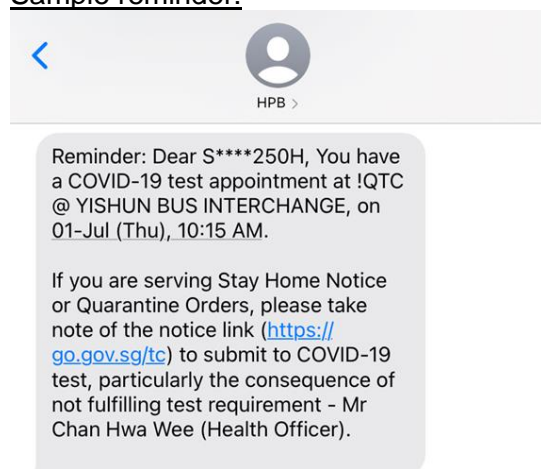 Sample reminder:
HPB >
Reminder: Dear S****250H, You have
a COVID-19 test appointment at !QTC
@ YISHUN BUS INTERCHANGE, on
01-Jul (Thu), 10:15 AM.
If you are serving Stay Home Notice
or Quarantine Orders, please take
note of the notice link (https://
go.gov.sg/tc) to submit to COVID-19
test, particularly the consequence of
not fulfilling test requirement - Mr
Chan Hwa Wee (Health Officer).